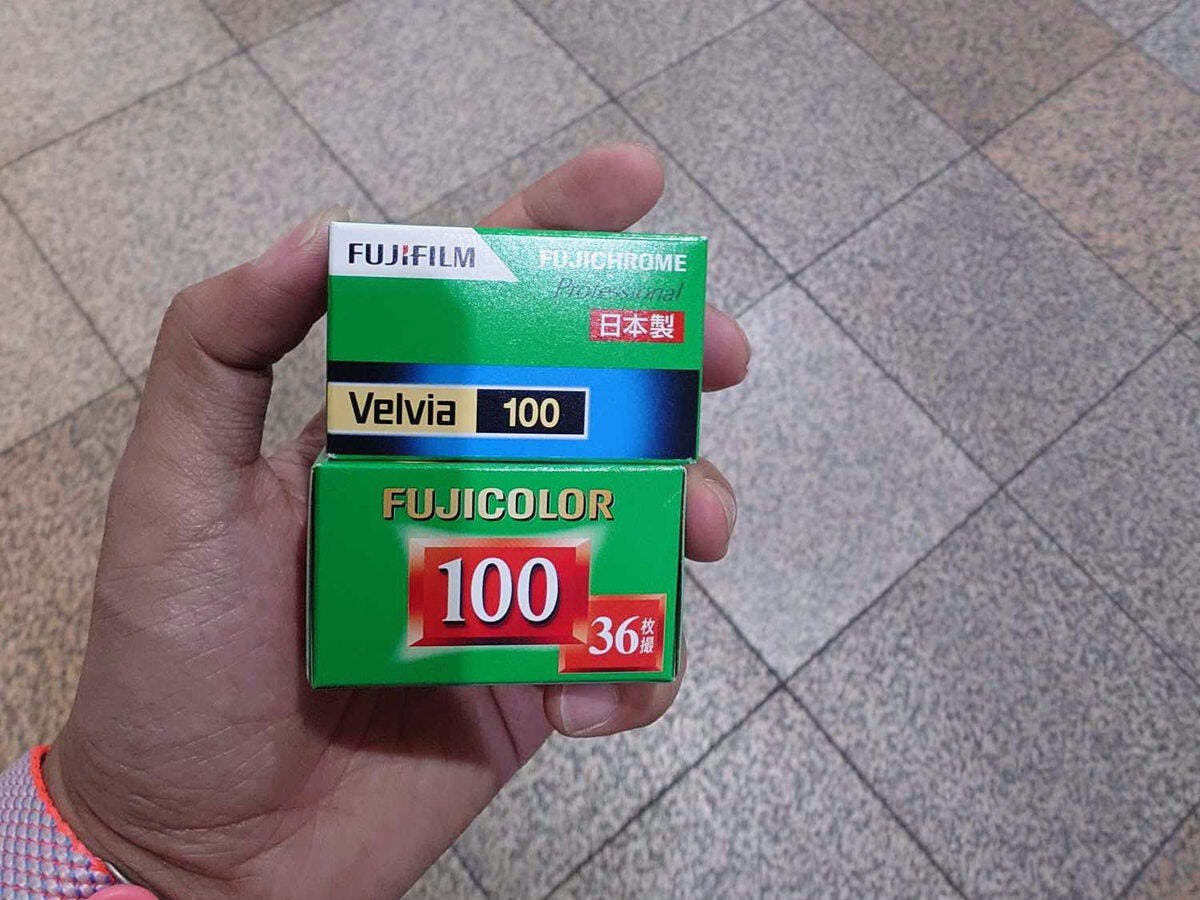 FUJIFILM
FUJICHROME
Professional
日本製
Velvia 100
FUJICOLOR
100
36枚撮